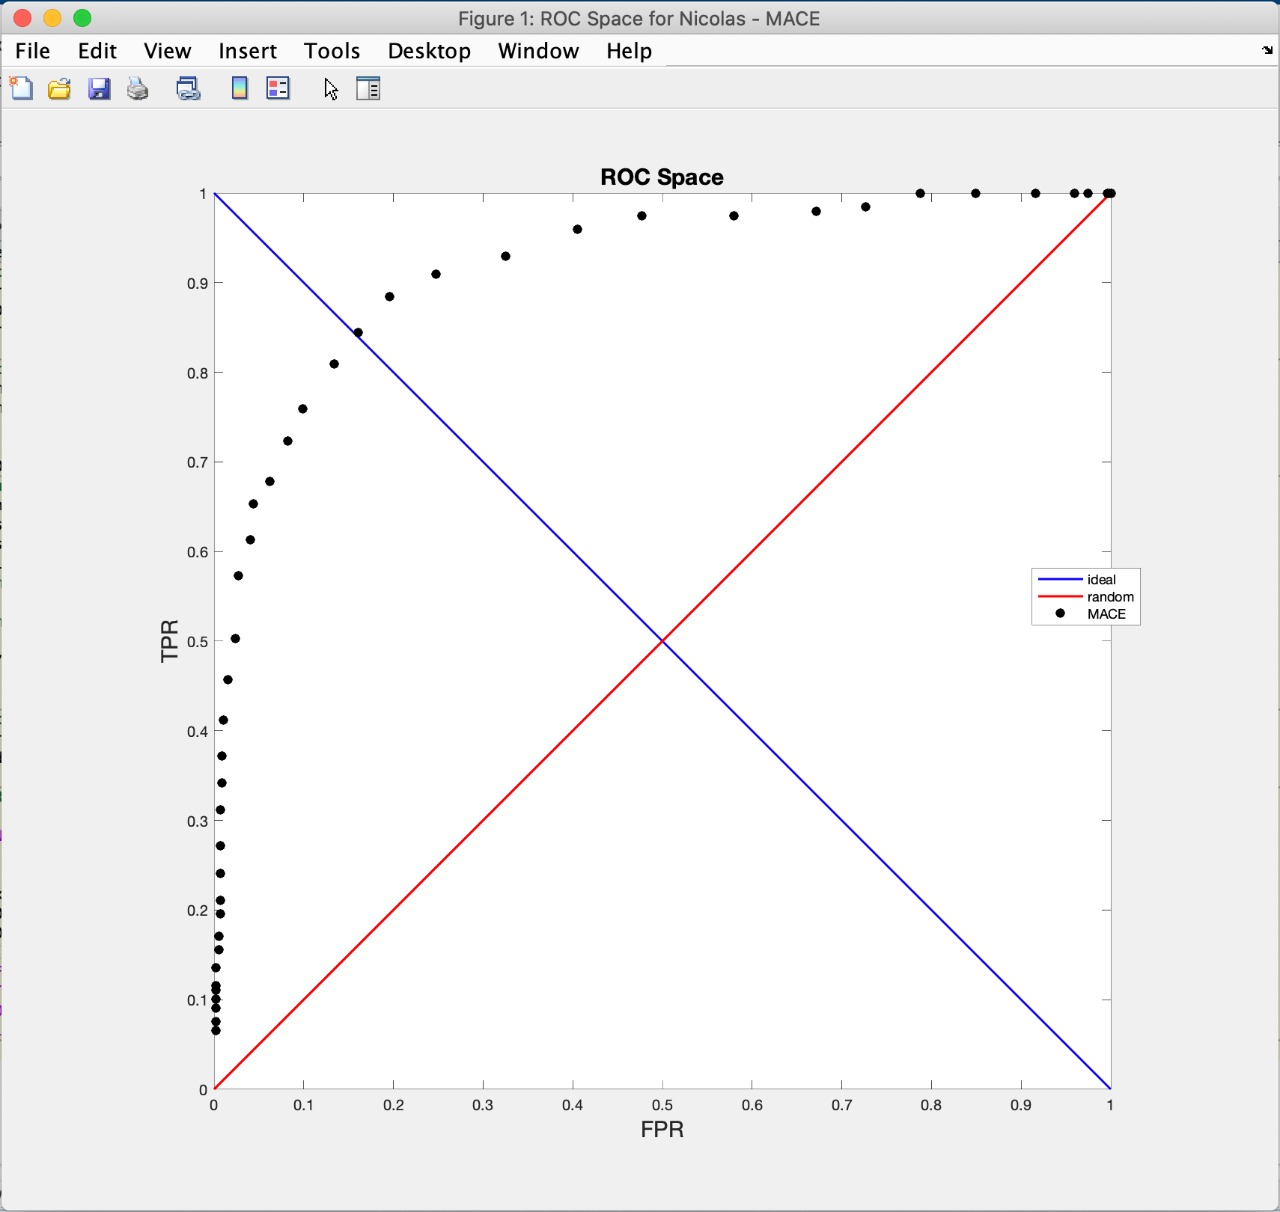 Figure 1: ROC Space for Nicolas - MACE
File Edit View Insert Tools Desktop Window Help
ROC Space
1
0.9
0.8
0.7
0.6
0.5
0.4
0.3
0.2
0.1
0
TPR
ideal
random
MACE
0 0.1 0.2 0.3 0.4 0.5 0.6 0.7 0.8 0.9 1
FPR